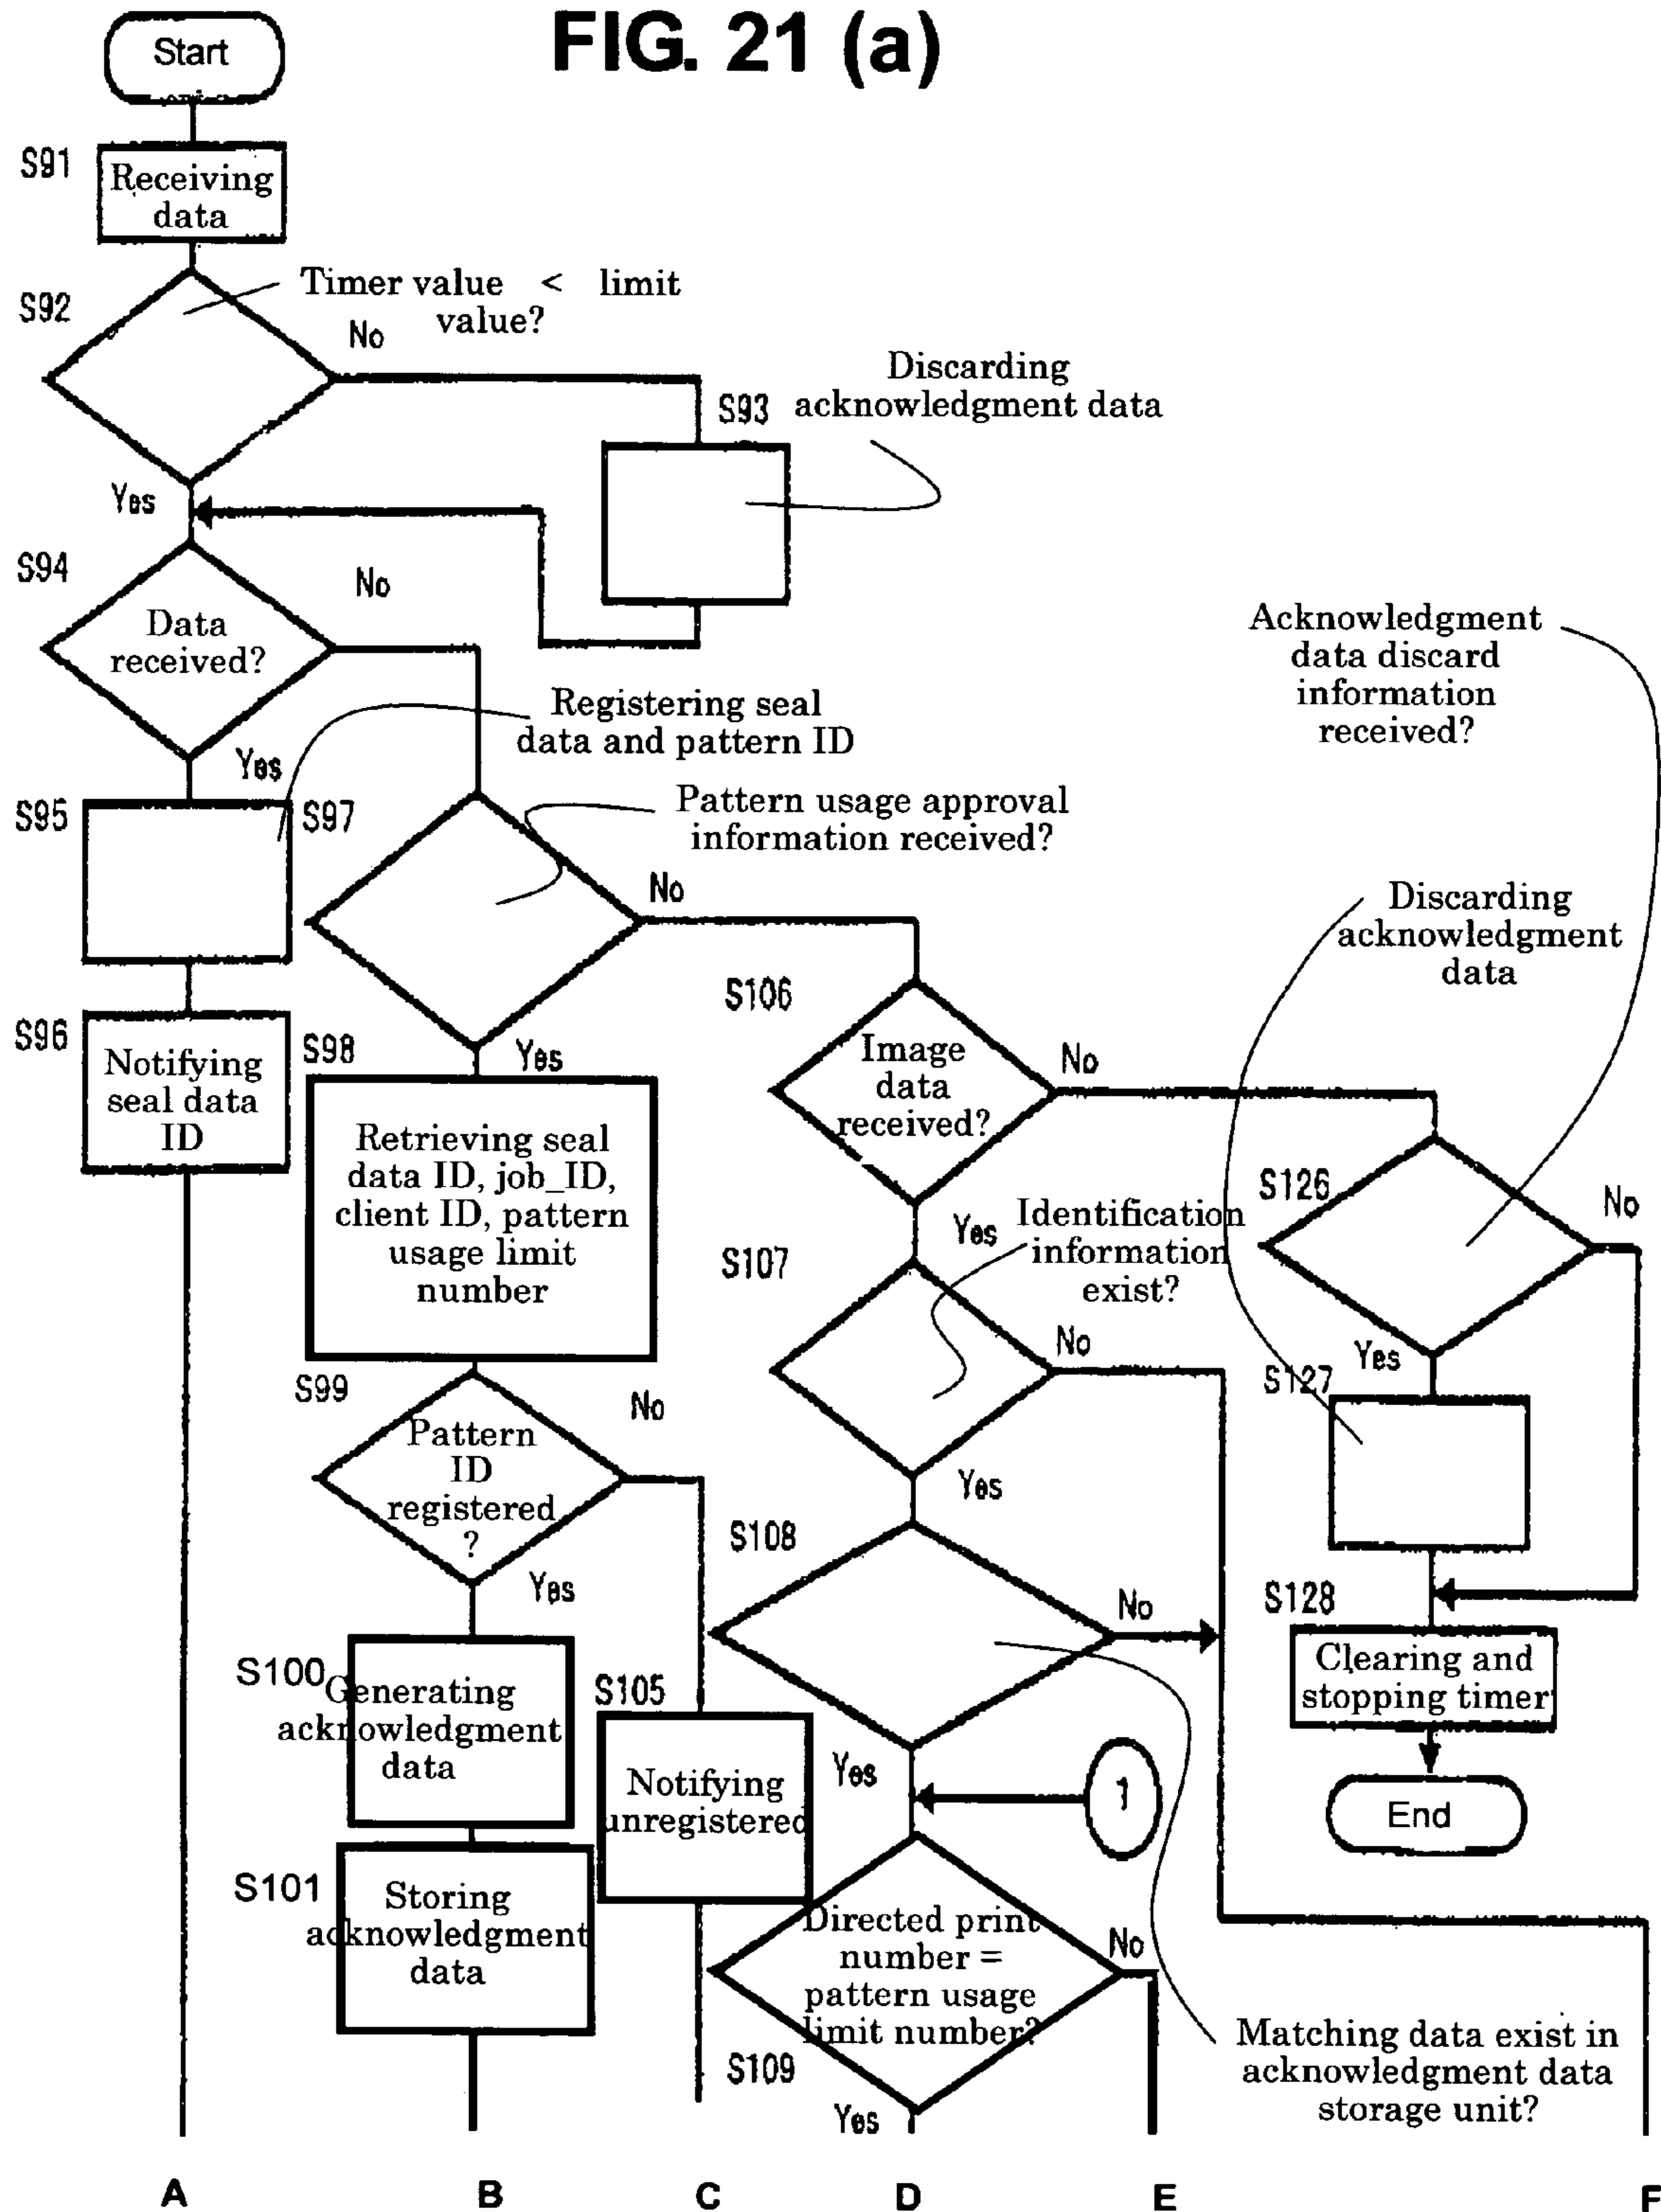 FIG. 21 (a)
Start
S91
Receiving
data
S92
Timer value < limit
value?
No
Yes
S93
Discarding
acknowledgment data
S94
Data
received?
No
Yes
Registering seal
data and pattern ID
S95
S96
Notifying
seal data
ID
S97
Pattern usage approval
information received?
No
Yes
S98
Retrieving seal
data ID, job_ID,
client ID, pattern
usage limit
number
S99
Pattern
ID
registered
?
No
Yes
S100
Generating
acknowledgment
data
S101
Storing
acknowledgment
data
S105
Notifying
unregistered
S106
Image
data
received?
No
Yes
S107
Identification
information
exist?
No
Yes
S108
No
Yes
Matching data exist in
acknowledgment data
storage unit?
1
Directed print
number =
pattern usage
limit number?
S109
No
Yes
Acknowledgment
data discard
information
received?
S126
No
Yes
Discarding
acknowledgment
data
S127
S128
Clearing and
stopping timer
End
A B C D E F